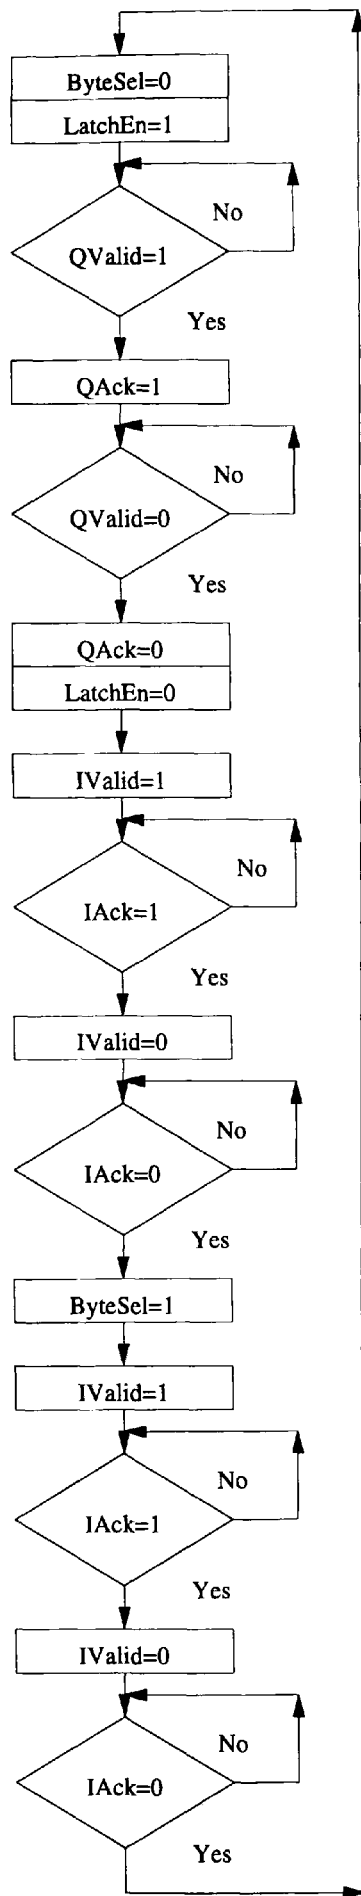 ByteSel=0
LatchEn=1
No
QValid=1
Yes
QAck=1
No
QValid=0
Yes
QAck=0
LatchEn=0
IValid=1
No
IAck=1
Yes
IValid=0
No
IAck=0
Yes
ByteSel=1
IValid=1
No
IAck=1
Yes
IValid=0
No
IAck=0
Yes